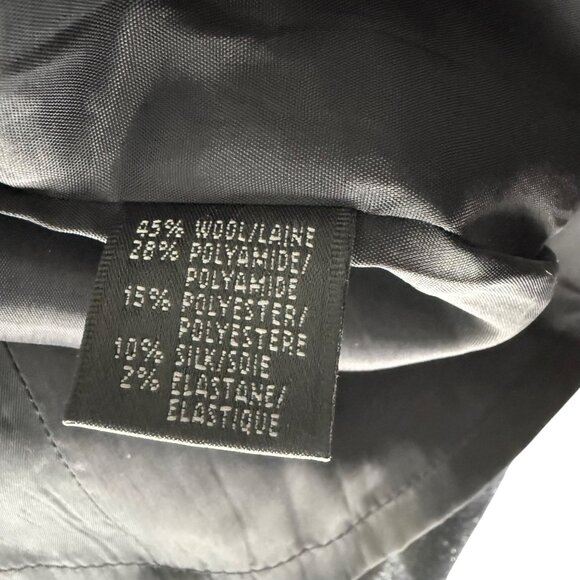 45% WOOL/LAINE
28% POLYAMIDE/
POLYAMIDE
15% POLYESTER/
POLYESTERE
10% SILK/SOIE
2% ELASTANE/
ELASTIQUE